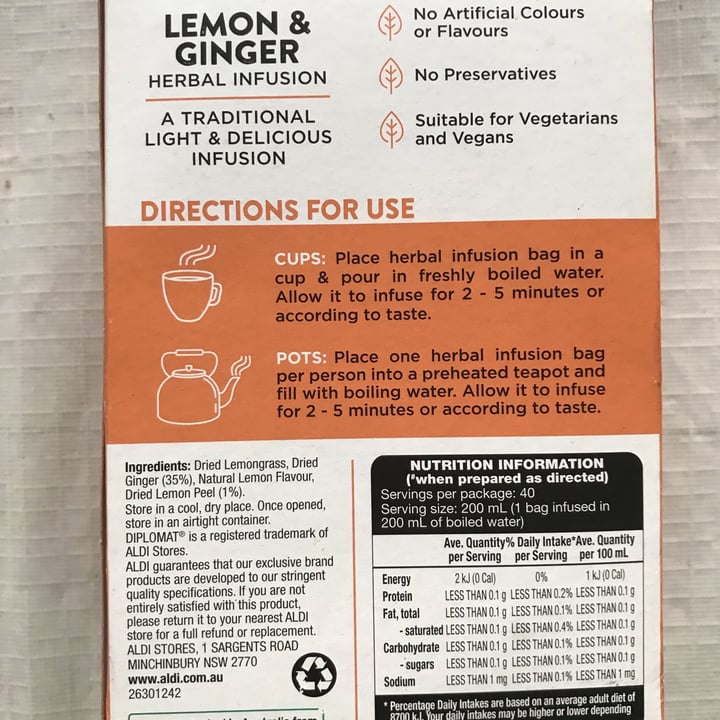 LEMON &
GINGER
HERBAL INFUSION
A TRADITIONAL
LIGHT & DELICIOUS
INFUSION
No Artificial Colours
or Flavours
No Preservatives
Suitable for Vegetarians
and Vegans
DIRECTIONS FOR USE
CUPS: Place herbal infusion bag in a
cup & pour in freshly boiled water.
Allow it to infuse for 2 - 5 minutes or
according to taste.
POTS: Place one herbal infusion bag
per person into a preheated teapot and
fill with boiling water. Allow it to infuse
for 2 - 5 minutes or according to taste.
Ingredients: Dried Lemongrass, Dried
Ginger (35%), Natural Lemon Flavour,
Dried Lemon Peel (1%).
Store in a cool, dry place. Once opened,
store in an airtight container.
DIPLOMAT® is a registered trademark of
ALDI Stores.
ALDI guarantees that our exclusive brand
products are developed to our stringent
quality specifications. If you are not
entirely satisfied with this product,
please return it to your nearest ALDI
store for a full refund or replacement.
ALDI STORES, 1 SARGENTS ROAD
MINCHINBURY NSW 2770
www.aldi.com.au
26301242
NUTRITION INFORMATION
(*when prepared as directed)
Servings per package: 40
Serving size: 200 mL (1 bag infused in
200 mL of boiled water)
Ave. Quantity % Daily Intake* Ave. Quantity
per Serving per Serving per 100 mL
Energy 2 kJ (0 Cal) 0% 1 kJ (0 Cal)
Protein LESS THAN 0.1 g LESS THAN 0.2% LESS THAN 0.1 g
Fat, total LESS THAN 0.1 g LESS THAN 0.1% LESS THAN 0.1 g
- saturated LESS THAN 0.1 g LESS THAN 0.4% LESS THAN 0.1 g
Carbohydrate LESS THAN 0.1 g LESS THAN 0.1% LESS THAN 0.1 g
- sugars LESS THAN 0.1 g LESS THAN 0.1% LESS THAN 0.1 g
Sodium LESS THAN 1 mg LESS THAN 0.1% LESS THAN 1 mg
* Percentage Daily Intakes are based on an average adult diet of
8700 kJ. Your daily intakes may be higher or lower depending